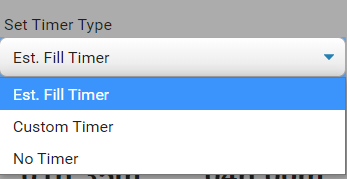 Set Timer Type
Est. Fill Timer
Est. Fill Timer
Custom Timer
No Timer